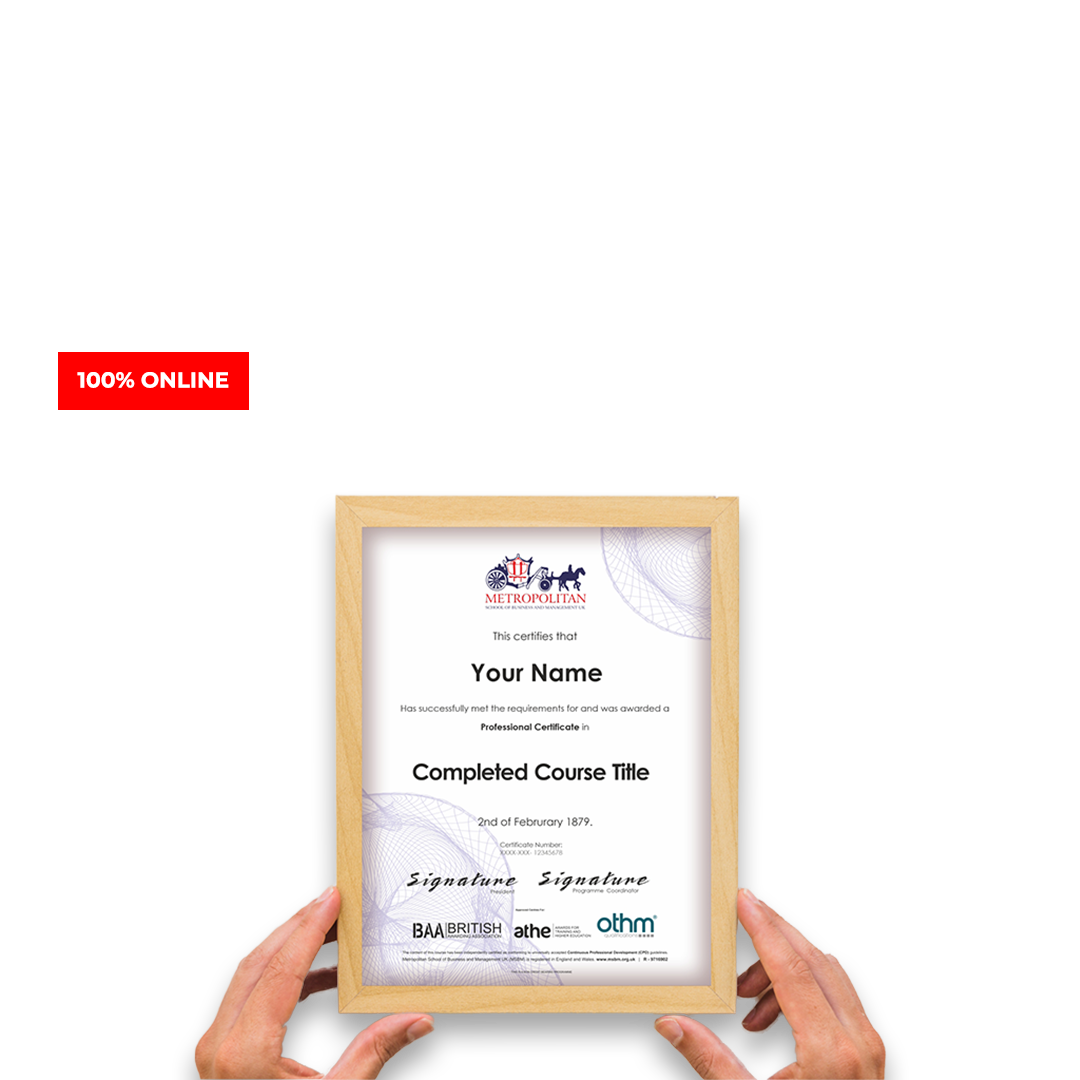 100% ONLINE
METROPOLITAN
SCHOOL OF BUSINESS AND MANAGEMENT UK
This certifies that
Your Name
Has successfully met the requirements for and was awarded a
Professional Certificate in
Completed Course Title
2nd of Februrary 1879.
Certificate Number:
XXXX-XXX- 12345678
Signature Signature
President Programme Coordinator
Approved Centre For
BAA BRITISH AWARDING ASSOCIATION
athe AWARDS FOR TRAINING AND HIGHER EDUCATION
othm qualifications
The content of this course has been independently certified as conforming to universally accepted Continuous Professional Development (CPD) guidelines.
Metropolitan School of Business and Management UK (MSBM) is registered in England and Wales. www.msbm.org.uk | R - 9710902